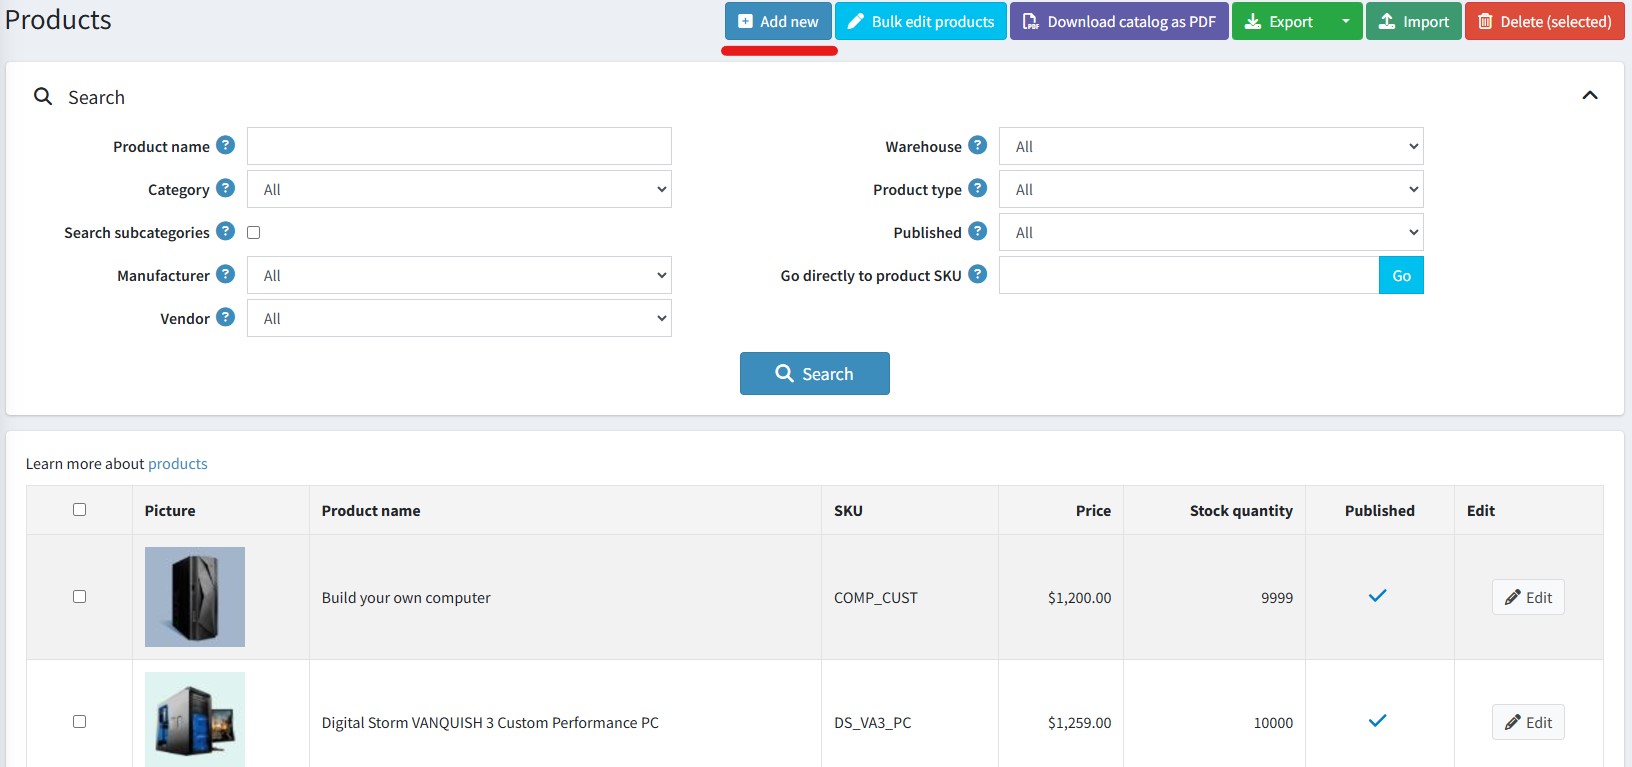 Products
Add new
Bulk edit products
Download catalog as PDF
Export
Import
Delete (selected)
Search
Product name
Category All
Search subcategories
Manufacturer All
Vendor All
Warehouse All
Product type All
Published All
Go directly to product SKU Go
Search
Learn more about products
Picture Product name SKU Price Stock quantity Published Edit
Build your own computer COMP_CUST $1,200.00 9999 Edit
Digital Storm VANQUISH 3 Custom Performance PC DS_VA3_PC $1,259.00 10000 Edit